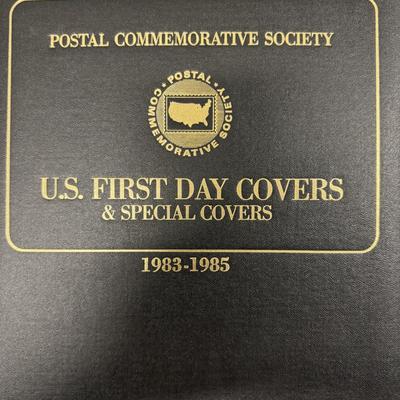 POSTAL COMMEMORATIVE SOCIETY
POSTAL
COMMEMORATIVE SOCIETY
U.S. FIRST DAY COVERS
& SPECIAL COVERS
1983-1985